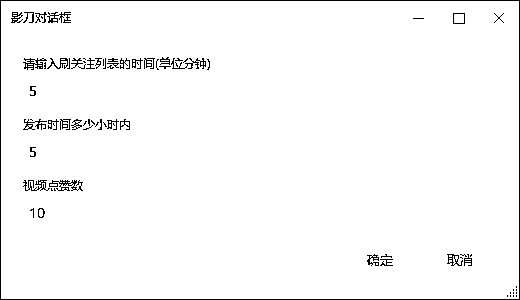 影刀对话框
请输入刷关注列表的时间(单位分钟)
5
发布时间多少小时内
5
视频点赞数
10
确定 取消